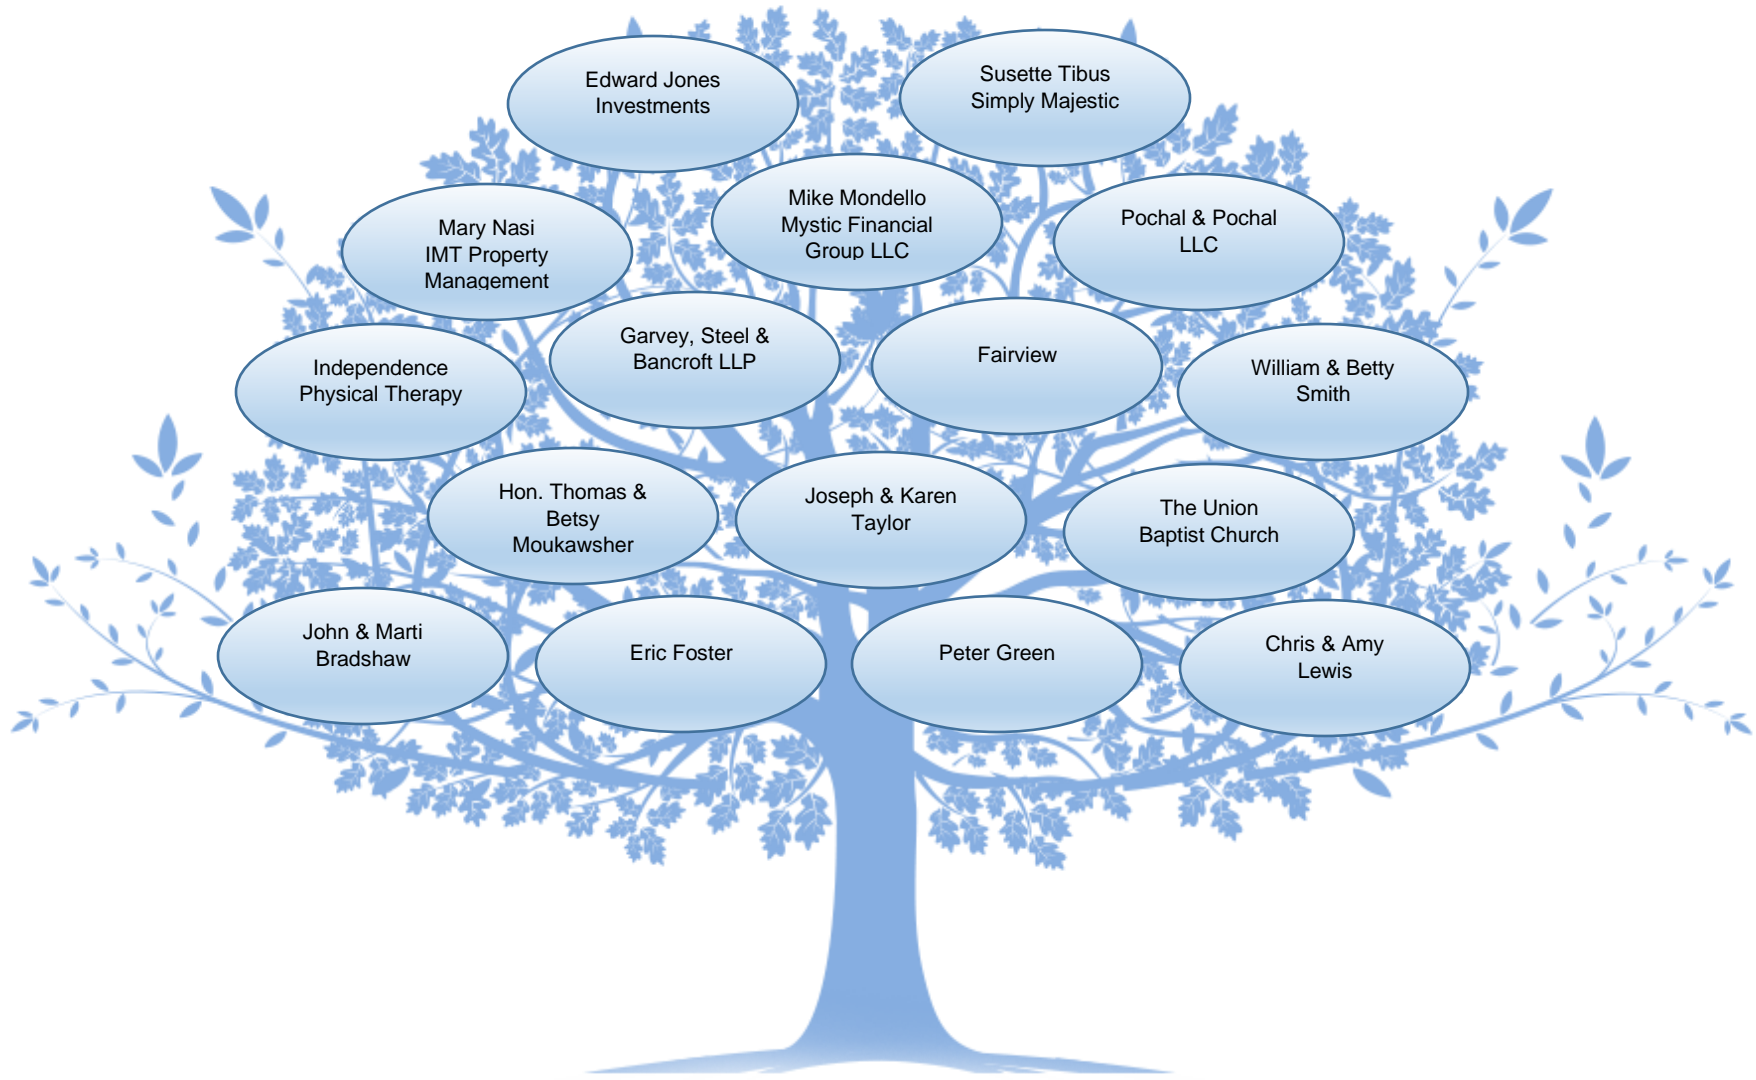 Edward Jones
Investments
Susette Tibus
Simply Majestic
Mary Nasi
IMT Property
Management
Mike Mondello
Mystic Financial
Group LLC
Pochal & Pochal
LLC
Independence
Physical Therapy
Garvey, Steel &
Bancroft LLP
Fairview
William & Betty
Smith
Hon. Thomas &
Betsy
Moukawsher
Joseph & Karen
Taylor
The Union
Baptist Church
John & Marti
Bradshaw
Eric Foster
Peter Green
Chris & Amy
Lewis